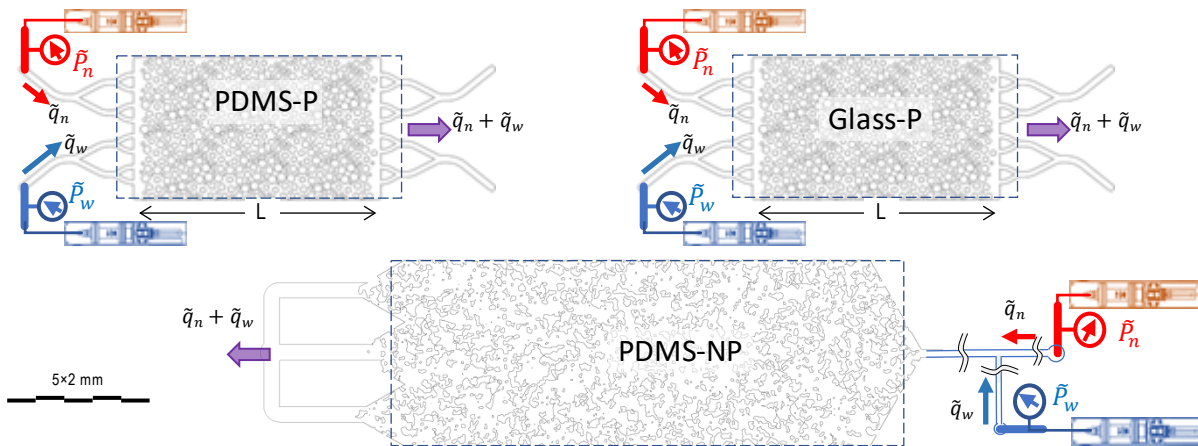 P̃n
PDMS-P
q̃n
q̃n + q̃w
q̃w
P̃w
L
P̃n
Glass-P
q̃n
q̃n + q̃w
q̃w
P̃w
L
q̃n + q̃w
PDMS-NP
q̃n
P̃n
q̃w
P̃w
5×2 mm